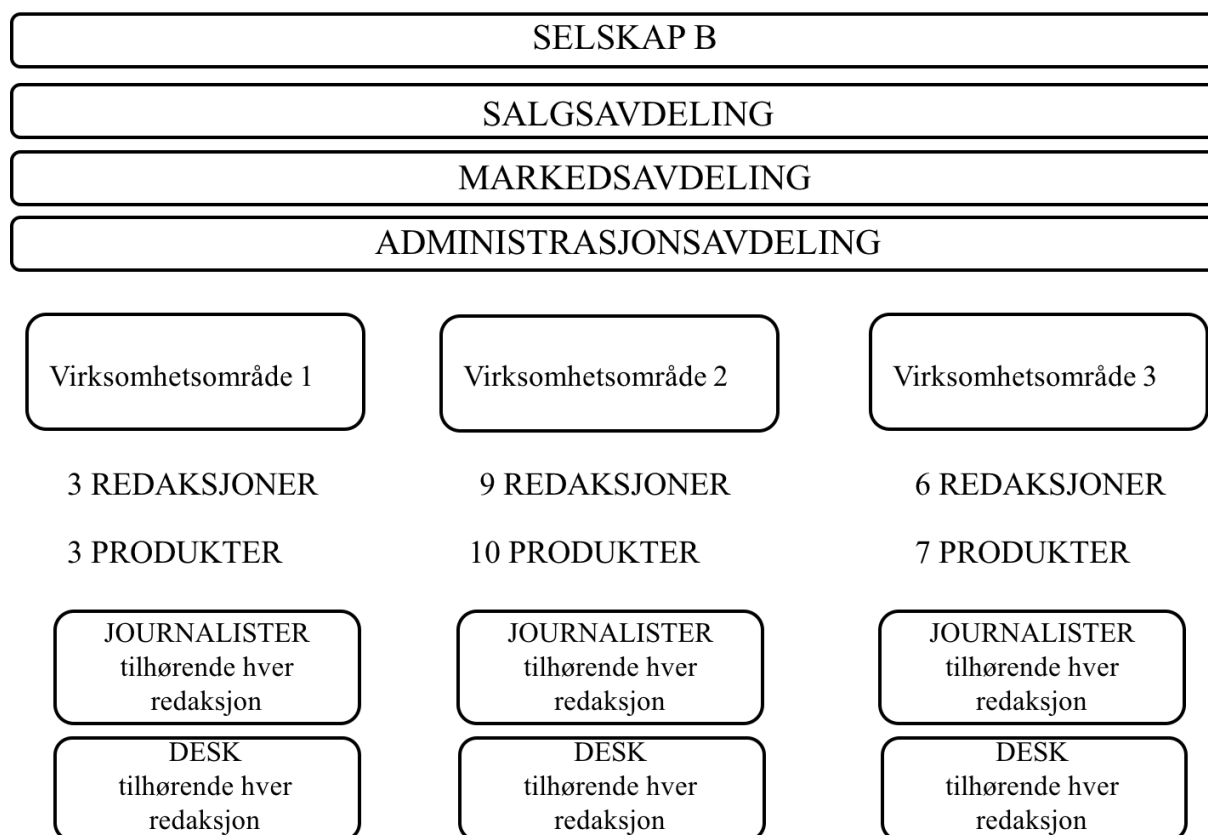 SELSKAP B
SALGSAVDELING
MARKEDSAVDELING
ADMINISTRASJONSAVDELING
Virksomhetsområde 1
Virksomhetsområde 2
Virksomhetsområde 3
3 REDAKSJONER
9 REDAKSJONER
6 REDAKSJONER
3 PRODUKTER
10 PRODUKTER
7 PRODUKTER
JOURNALISTER
tilhørende hver
redaksjon
JOURNALISTER
tilhørende hver
redaksjon
JOURNALISTER
tilhørende hver
redaksjon
DESK
tilhørende hver
redaksjon
DESK
tilhørende hver
redaksjon
DESK
tilhørende hver
redaksjon